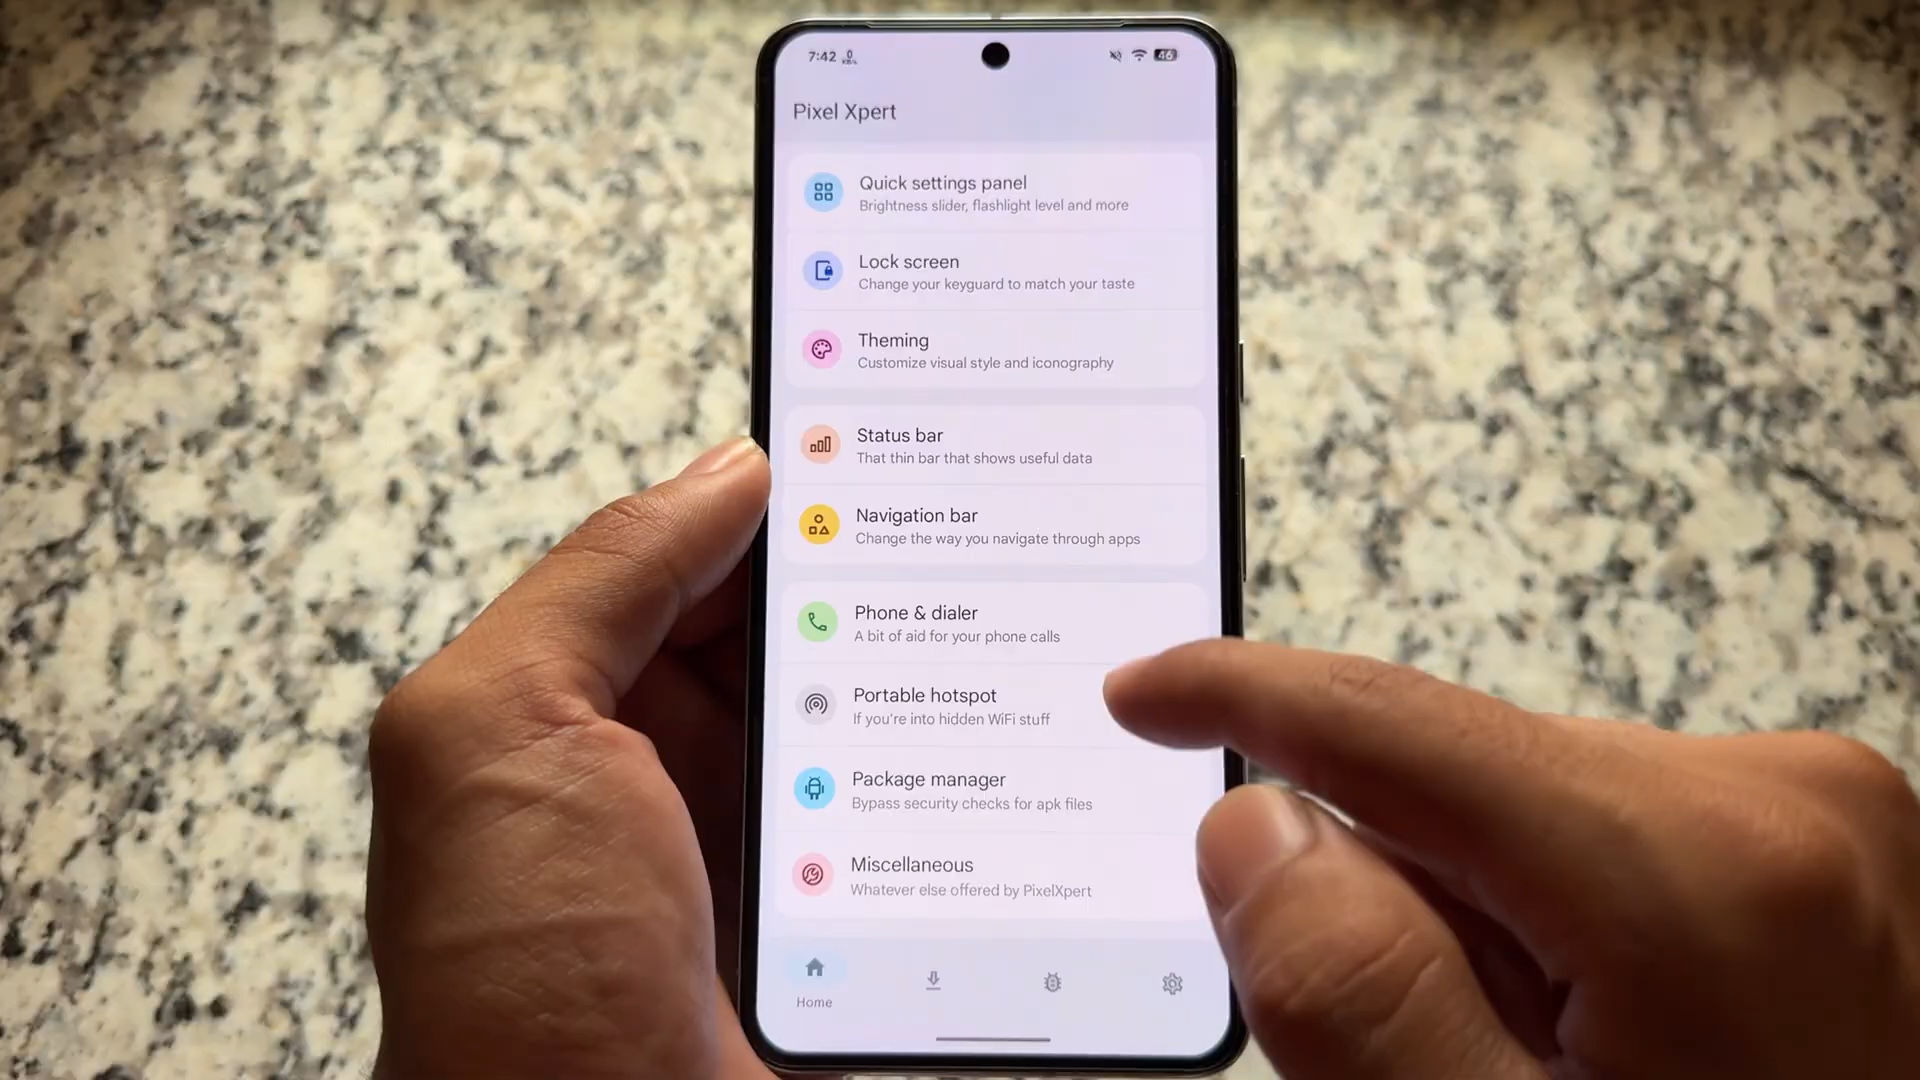 7:42 0 KB/s 46
Pixel Xpert
Quick settings panel
Brightness slider, flashlight level and more
Lock screen
Change your keyguard to match your taste
Theming
Customize visual style and iconography
Status bar
That thin bar that shows useful data
Navigation bar
Change the way you navigate through apps
Phone & dialer
A bit of aid for your phone calls
Portable hotspot
If you're into hidden WiFi stuff
Package manager
Bypass security checks for apk files
Miscellaneous
Whatever else offered by PixelXpert
Home